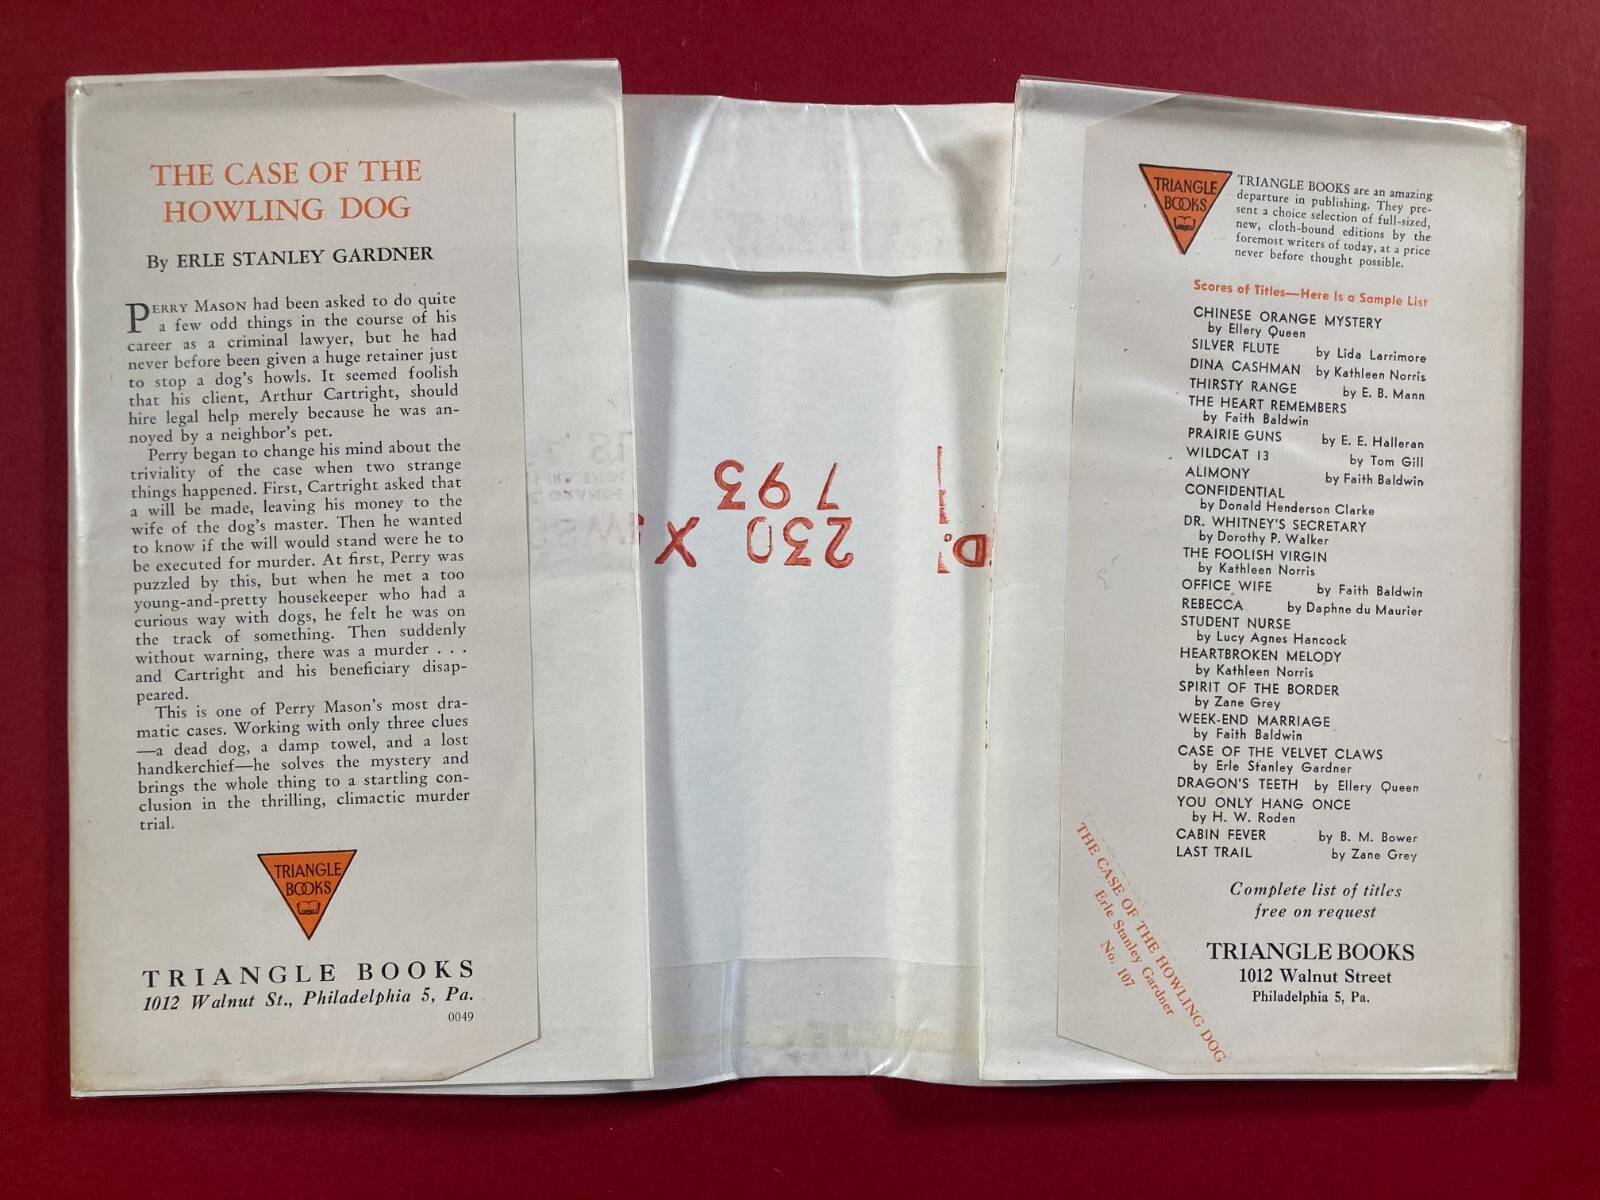 THE CASE OF THE
HOWLING DOG
By ERLE STANLEY GARDNER
PERRY MASON had been asked to do quite
a few odd things in the course of his
career as a criminal lawyer, but he had
never before been given a huge retainer just
to stop a dog's howls. It seemed foolish
that his client, Arthur Cartright, should
hire legal help merely because he was an-
noyed by a neighbor's pet.
Perry began to change his mind about the
triviality of the case when two strange
things happened. First, Cartright asked that
a will be made, leaving his money to the
wife of the dog's master. Then he wanted
to know if the will would stand were he to
be executed for murder. At first, Perry was
puzzled by this, but when he met a too
young-and-pretty housekeeper who had a
curious way with dogs, he felt he was on
the track of something. Then suddenly
without warning, there was a murder . . .
and Cartright and his beneficiary disap-
peared.
This is one of Perry Mason's most dra-
matic cases. Working with only three clues
—a dead dog, a damp towel, and a lost
handkerchief—he solves the mystery and
brings the whole thing to a startling con-
clusion in the thrilling, climactic murder
trial.
TRIANGLE
BOOKS
TRIANGLE BOOKS
1012 Walnut St., Philadelphia 5, Pa.
0049
D.
230 X
793
TRIANGLE
BOOKS
TRIANGLE BOOKS are an amazing
departure in publishing. They pre-
sent a choice selection of full-sized,
new, cloth-bound editions by the
foremost writers of today, at a price
never before thought possible.
Scores of Titles—Here Is a Sample List
CHINESE ORANGE MYSTERY
by Ellery Queen
SILVER FLUTE by Lida Larrimore
DINA CASHMAN by Kathleen Norris
THIRSTY RANGE by E. B. Mann
THE HEART REMEMBERS
by Faith Baldwin
PRAIRIE GUNS by E. E. Halleran
WILDCAT 13 by Tom Gill
ALIMONY by Faith Baldwin
CONFIDENTIAL
by Donald Henderson Clarke
DR. WHITNEY'S SECRETARY
by Dorothy P. Walker
THE FOOLISH VIRGIN
by Kathleen Norris
OFFICE WIFE by Faith Baldwin
REBECCA by Daphne du Maurier
STUDENT NURSE
by Lucy Agnes Hancock
HEARTBROKEN MELODY
by Kathleen Norris
SPIRIT OF THE BORDER
by Zane Grey
WEEK-END MARRIAGE
by Faith Baldwin
CASE OF THE VELVET CLAWS
by Erle Stanley Gardner
DRAGON'S TEETH by Ellery Queen
YOU ONLY HANG ONCE
by H. W. Roden
CABIN FEVER by B. M. Bower
LAST TRAIL by Zane Grey
Complete list of titles
free on request
TRIANGLE BOOKS
1012 Walnut Street
Philadelphia 5, Pa.
THE CASE OF THE HOWLING DOG
Erle Stanley Gardner
No. 107